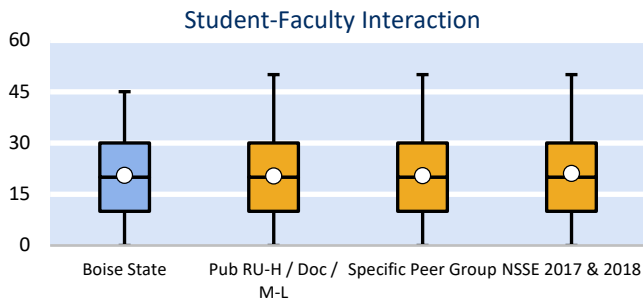 Student-Faculty Interaction
60
45
30
15
0
Boise State
Pub RU-H / Doc /
M-L
Specific Peer Group
NSSE 2017 & 2018